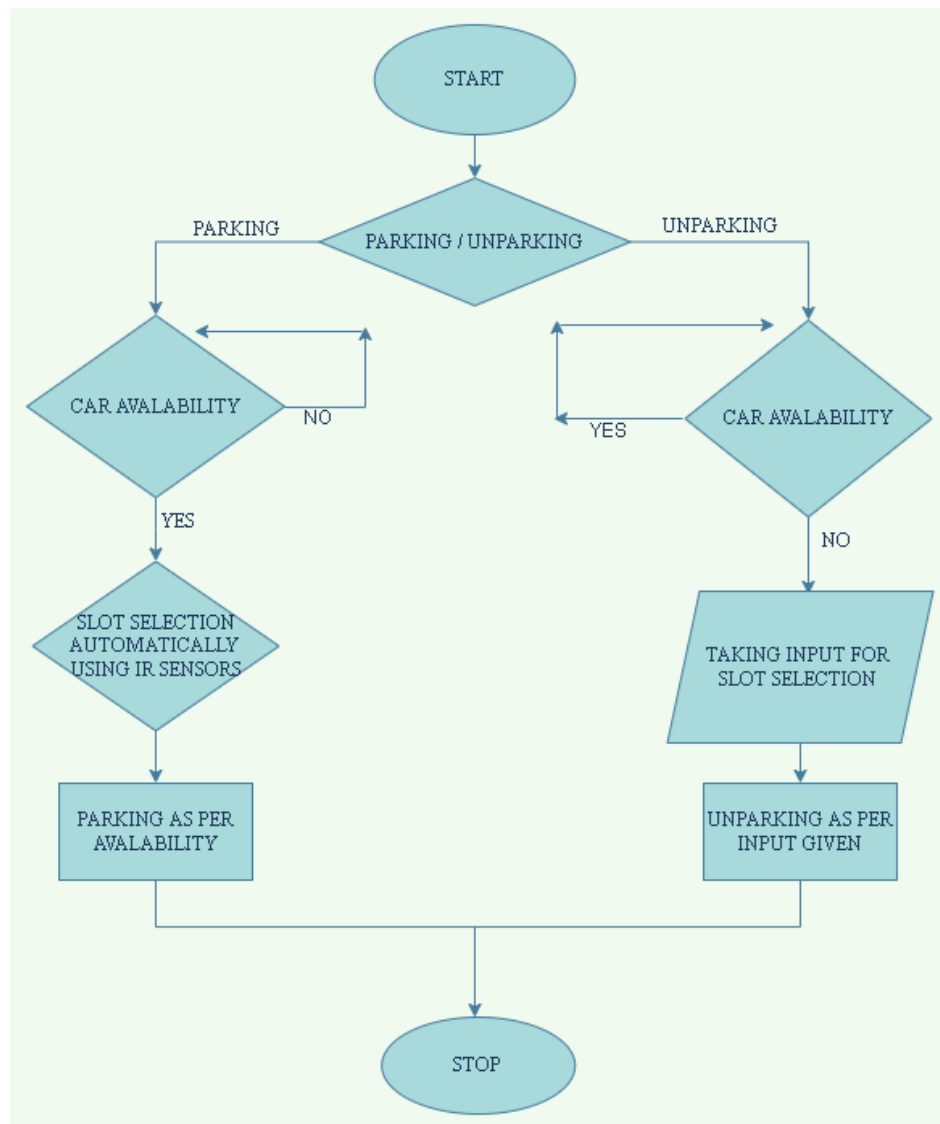 START
PARKING / UNPARKING
PARKING
UNPARKING
CAR AVALABILITY
NO
YES
CAR AVALABILITY
YES
NO
SLOT SELECTION
AUTOMATICALLY
USING IR SENSORS
TAKING INPUT FOR
SLOT SELECTION
PARKING AS PER
AVALABILITY
UNPARKING AS PER
INPUT GIVEN
STOP